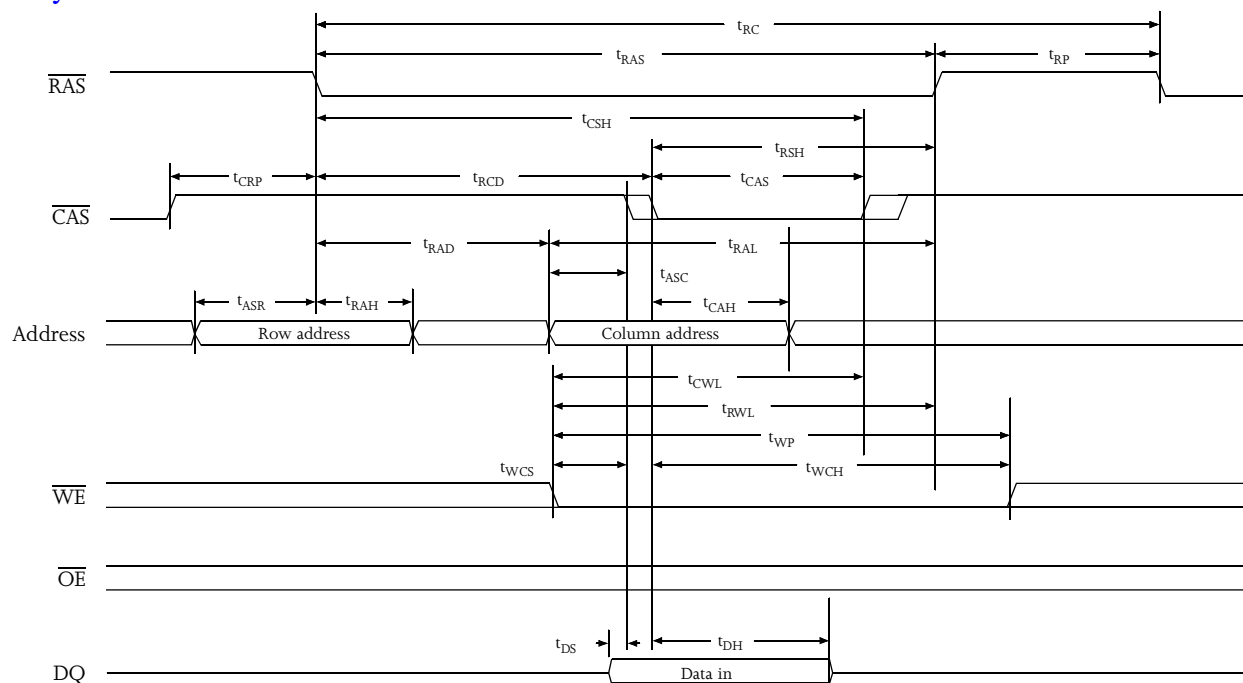 tRC
tRAS
tRP
RAS
tCSH
tRSH
tCRP
tRCD
tCAS
CAS
tRAD
tRAL
tASC
tASR
tRAH
tCAH
Address
Row address
Column address
tCWL
tRWL
tWP
tWCS
tWCH
WE
OE
tDS
tDH
DQ
Data in